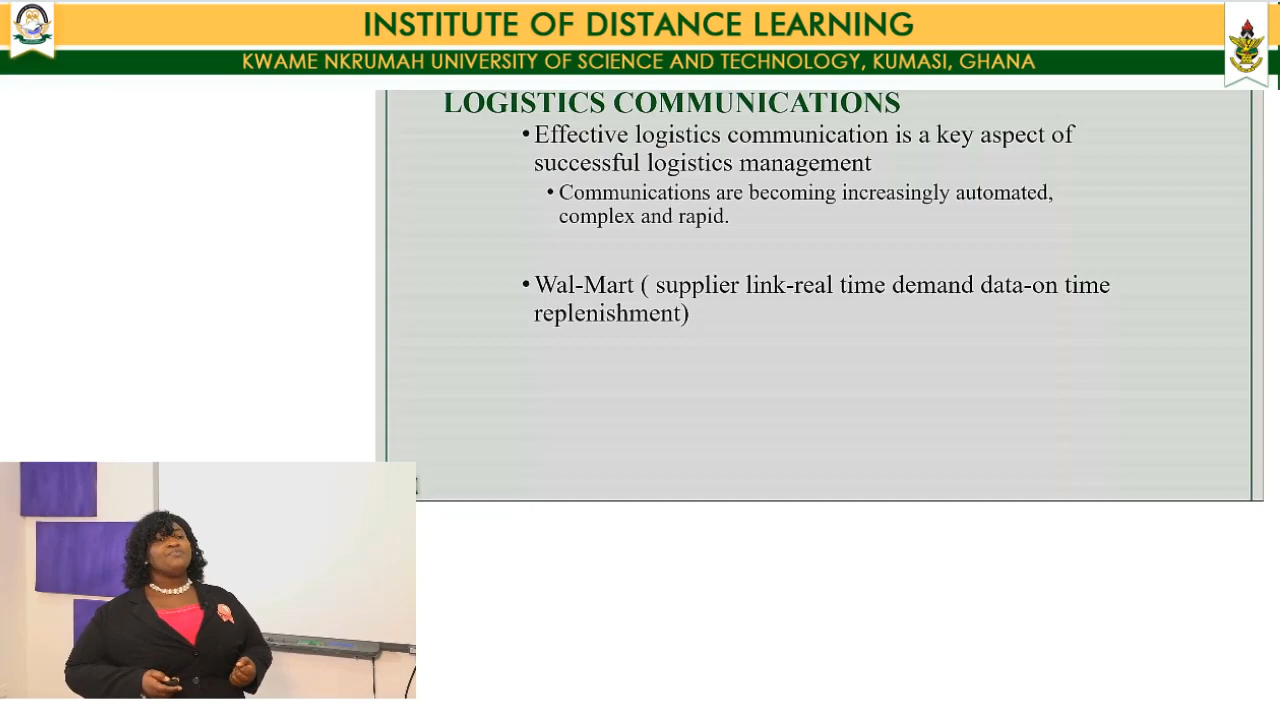 INSTITUTE OF DISTANCE LEARNING
KWAME NKRUMAH UNIVERSITY OF SCIENCE AND TECHNOLOGY, KUMASI, GHANA
LOGISTICS COMMUNICATIONS
•Effective logistics communication is a key aspect of
successful logistics management
• Communications are becoming increasingly automated,
complex and rapid.
•Wal-Mart ( supplier link-real time demand data-on time
replenishment)